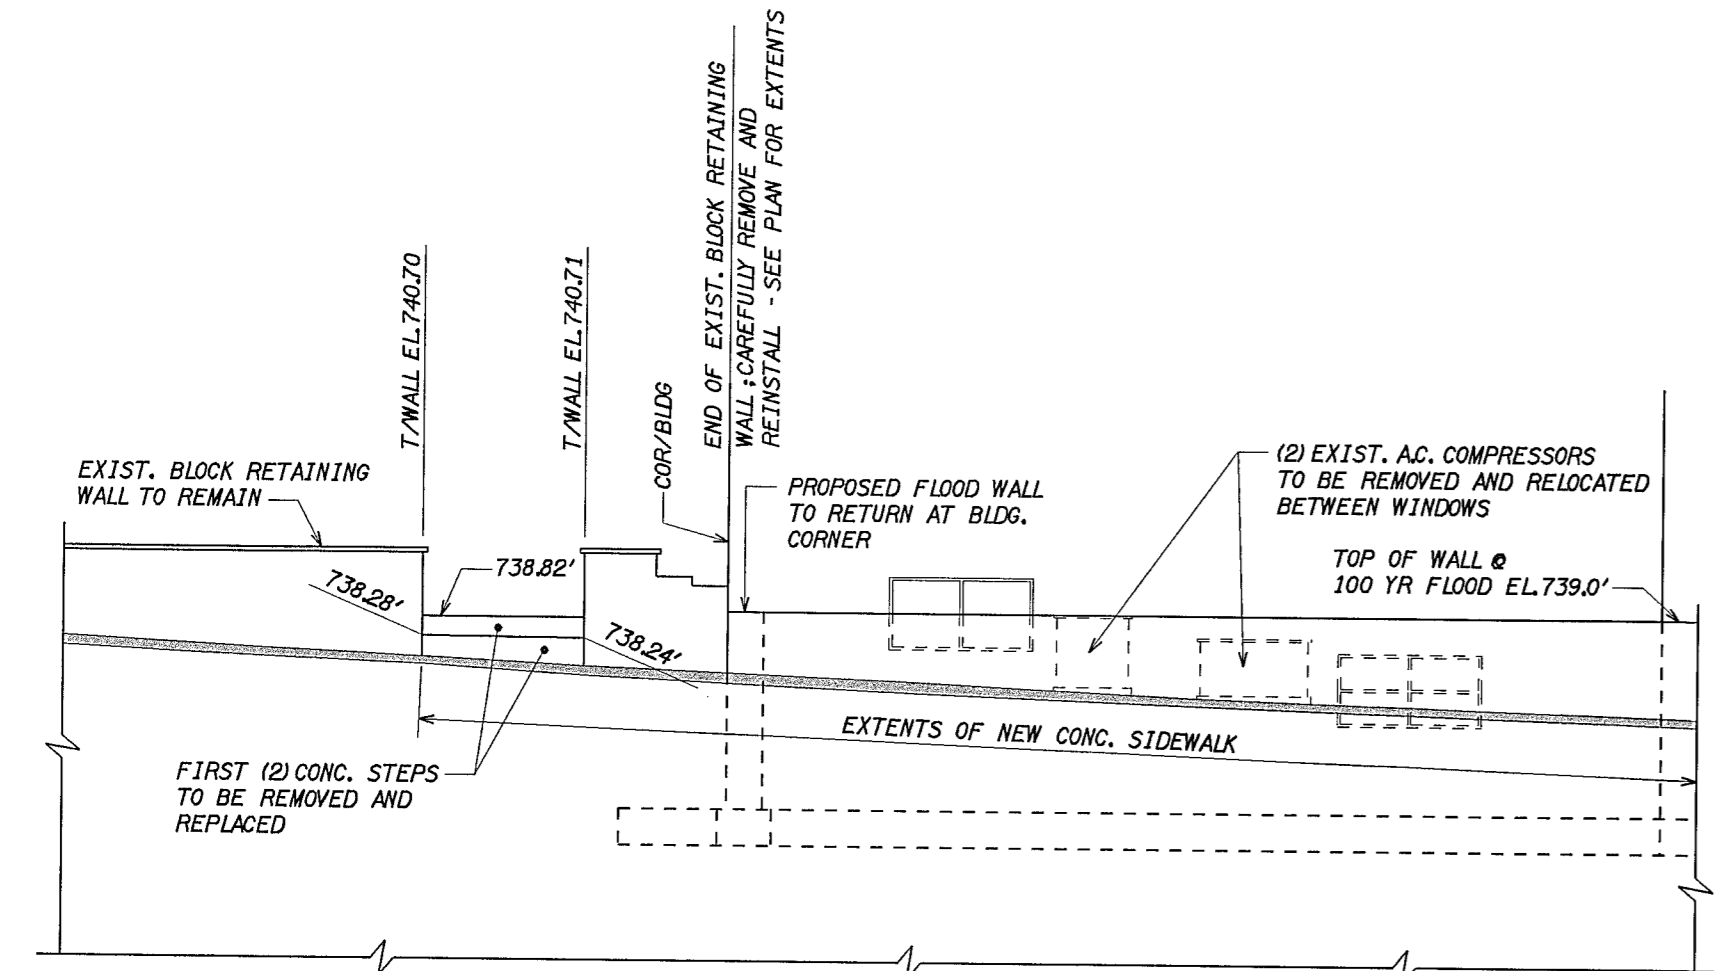 T/WALL EL.740.70
T/WALL EL.740.71
COR/BLDG
END OF EXIST. BLOCK RETAINING
WALL ; CAREFULLY REMOVE AND
REINSTALL - SEE PLAN FOR EXTENTS
EXIST. BLOCK RETAINING
WALL TO REMAIN
738.28'
738.82'
738.24'
PROPOSED FLOOD WALL
TO RETURN AT BLDG.
CORNER
(2) EXIST. A.C. COMPRESSORS
TO BE REMOVED AND RELOCATED
BETWEEN WINDOWS
TOP OF WALL @
100 YR FLOOD EL.739.0'
EXTENTS OF NEW CONC. SIDEWALK
FIRST (2) CONC. STEPS
TO BE REMOVED AND
REPLACED